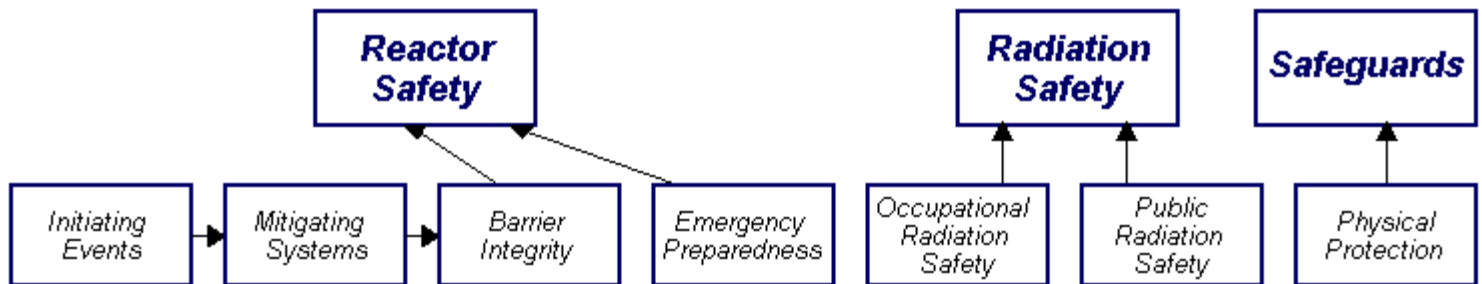 Reactor
Safety
Radiation
Safety
Safeguards
Initiating
Events
Mitigating
Systems
Barrier
Integrity
Emergency
Preparedness
Occupational
Radiation
Safety
Public
Radiation
Safety
Physical
Protection